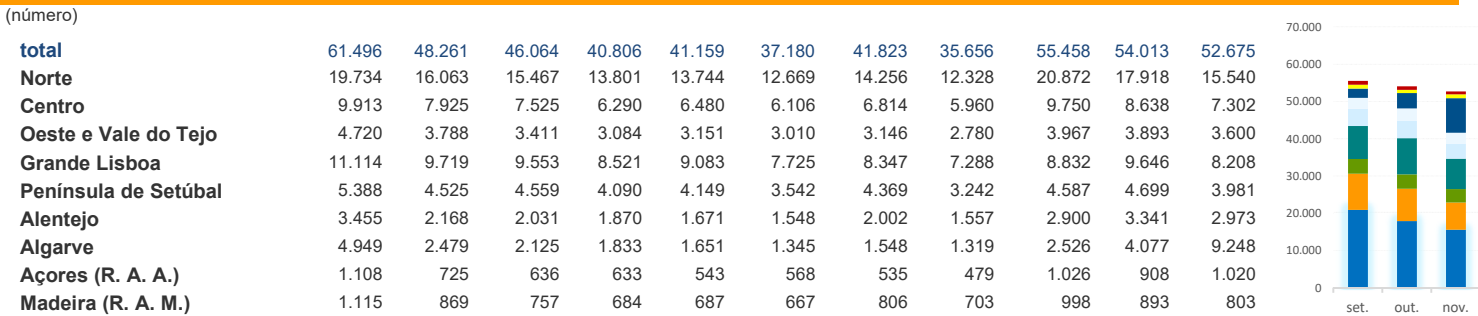 (número)
total 61.496 48.261 46.064 40.806 41.159 37.180 41.823 35.656 55.458 54.013 52.675
Norte 19.734 16.063 15.467 13.801 13.744 12.669 14.256 12.328 20.872 17.918 15.540
Centro 9.913 7.925 7.525 6.290 6.480 6.106 6.814 5.960 9.750 8.638 7.302
Oeste e Vale do Tejo 4.720 3.788 3.411 3.084 3.151 3.010 3.146 2.780 3.967 3.893 3.600
Grande Lisboa 11.114 9.719 9.553 8.521 9.083 7.725 8.347 7.288 8.832 9.646 8.208
Península de Setúbal 5.388 4.525 4.559 4.090 4.149 3.542 4.369 3.242 4.587 4.699 3.981
Alentejo 3.455 2.168 2.031 1.870 1.671 1.548 2.002 1.557 2.900 3.341 2.973
Algarve 4.949 2.479 2.125 1.833 1.651 1.345 1.548 1.319 2.526 4.077 9.248
Açores (R. A. A.) 1.108 725 636 633 543 568 535 479 1.026 908 1.020
Madeira (R. A. M.) 1.115 869 757 684 687 667 806 703 998 893 803
70.000
60.000
50.000
40.000
30.000
20.000
10.000
0
set. out. nov.